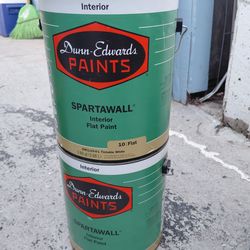 Interior
Dunn-Edwards
PAINTS
SPARTAWALL®
Interior
Flat Paint
10 Flat
Interior
Dunn-Edwards
PAINTS
SPARTAWALL®
Interior
Flat Paint